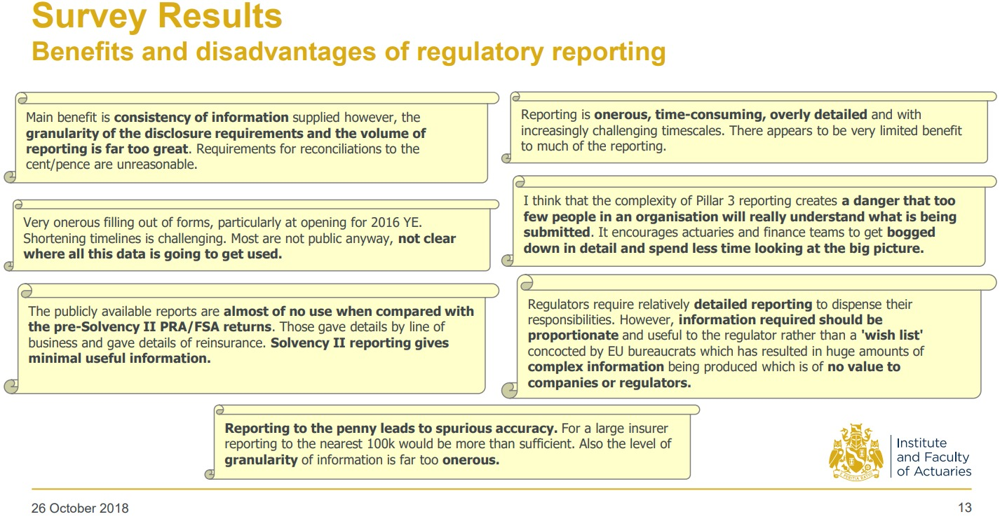 Survey Results
Benefits and disadvantages of regulatory reporting
Main benefit is consistency of information supplied however, the
granularity of the disclosure requirements and the volume of
reporting is far too great. Requirements for reconciliations to the
cent/pence are unreasonable.
Reporting is onerous, time-consuming, overly detailed and with
increasingly challenging timescales. There appears to be very limited benefit
to much of the reporting.
Very onerous filling out of forms, particularly at opening for 2016 YE.
Shortening timelines is challenging. Most are not public anyway, not clear
where all this data is going to get used.
I think that the complexity of Pillar 3 reporting creates a danger that too
few people in an organisation will really understand what is being
submitted. It encourages actuaries and finance teams to get bogged
down in detail and spend less time looking at the big picture.
The publicly available reports are almost of no use when compared with
the pre-Solvency II PRA/FSA returns. Those gave details by line of
business and gave details of reinsurance. Solvency II reporting gives
minimal useful information.
Regulators require relatively detailed reporting to dispense their
responsibilities. However, information required should be
proportionate and useful to the regulator rather than a 'wish list'
concocted by EU bureaucrats which has resulted in huge amounts of
complex information being produced which is of no value to
companies or regulators.
Reporting to the penny leads to spurious accuracy. For a large insurer
reporting to the nearest 100k would be more than sufficient. Also the level of
granularity of information is far too onerous.
E PERITIA RATIO
Institute
and Faculty
of Actuaries
26 October 2018
13